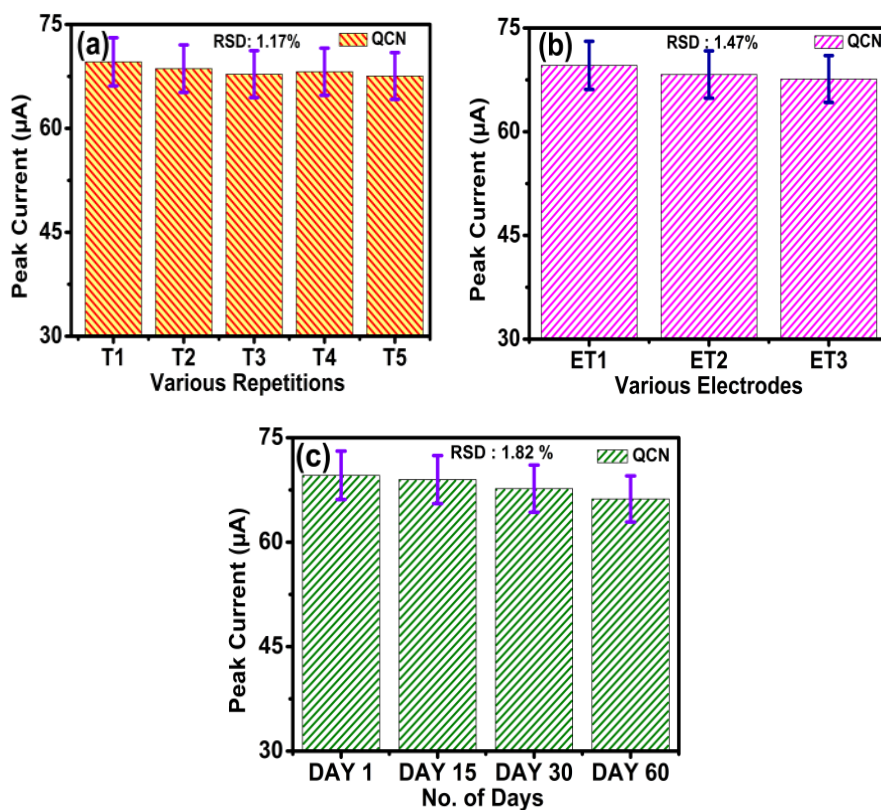 (a)
RSD: 1.17%
QCN
Peak Current (µA)
75
60
45
30
T1 T2 T3 T4 T5
Various Repetitions
(b)
RSD: 1.47%
QCN
Peak Current (µA)
75
60
45
30
ET1 ET2 ET3
Various Electrodes
(c)
RSD : 1.82 %
QCN
Peak Current (µA)
75
60
45
30
DAY 1 DAY 15 DAY 30 DAY 60
No. of Days